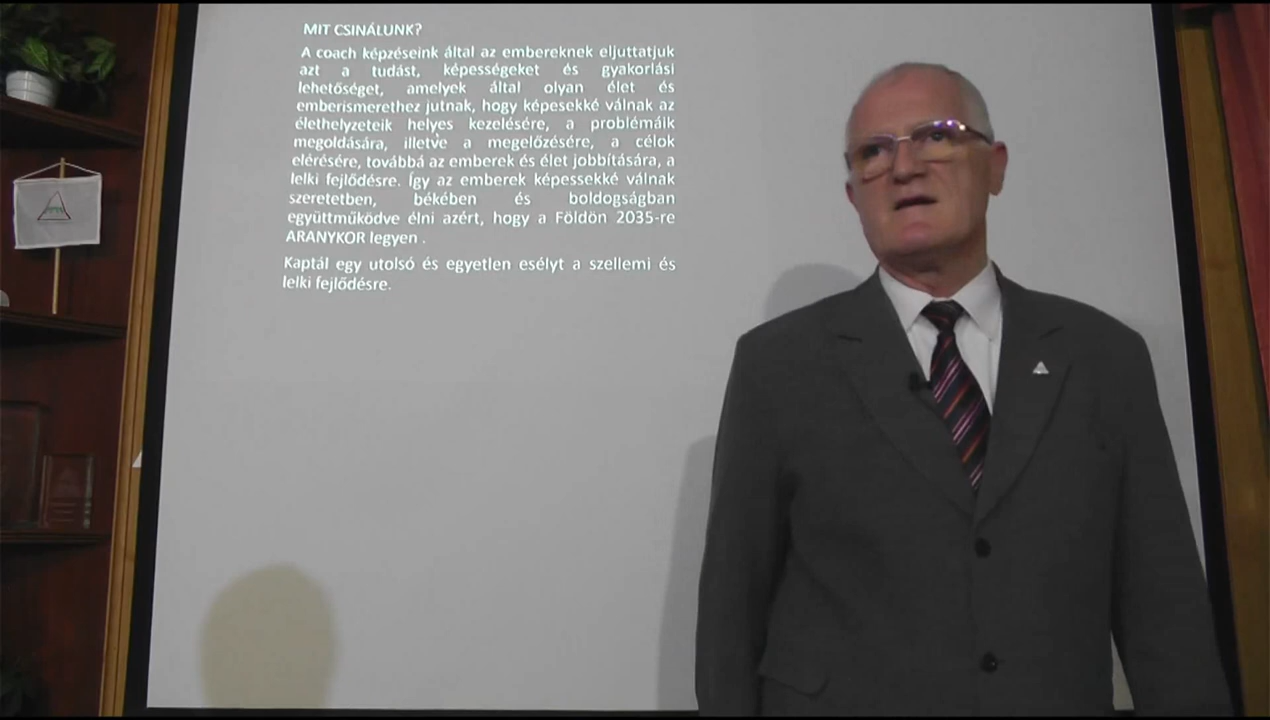 MIT CSINÁLUNK?
A coach képzéseink által az embereknek eljuttatjuk
azt a tudást, képességeket és gyakorlási
lehetőséget, amelyek által olyan élet és
emberismerethez jutnak, hogy képesekké válnak az
élethelyzeteik helyes kezelésére, a problémáik
megoldására, illetve a megelőzésére, a célok
elérésére, továbbá az emberek és élet jobbítására, a
lelki fejlődésre. Így az emberek képessekké válnak
szeretetben, békében és boldogságban
együttműködve élni azért, hogy a Földön 2035-re
ARANYKOR legyen .
Kaptál egy utolsó és egyetlen esélyt a szellemi és
lelki fejlődésre.